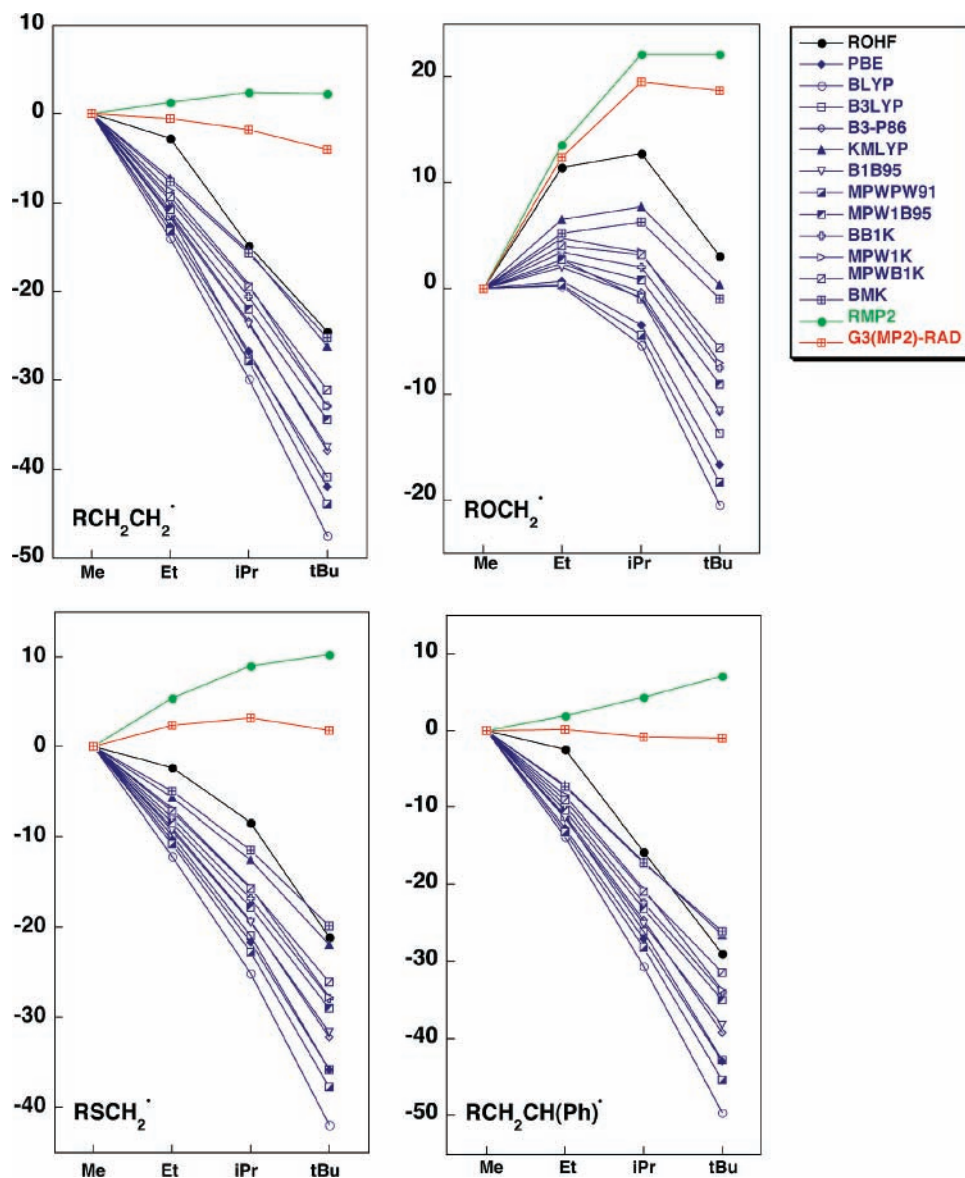 10
0
-10
-20
-30
-40
-50
RCH₂CH₂•
Me Et iPr tBu
20
10
0
-10
-20
ROCH₂•
Me Et iPr tBu
ROHF
PBE
BLYP
B3LYP
B3-P86
KMLYP
B1B95
MPWPW91
MPW1B95
BB1K
MPW1K
MPWB1K
BMK
RMP2
G3(MP2)-RAD
10
0
-10
-20
-30
-40
RSCH₂•
Me Et iPr tBu
10
0
-10
-20
-30
-40
-50
RCH₂CH(Ph)•
Me Et iPr tBu